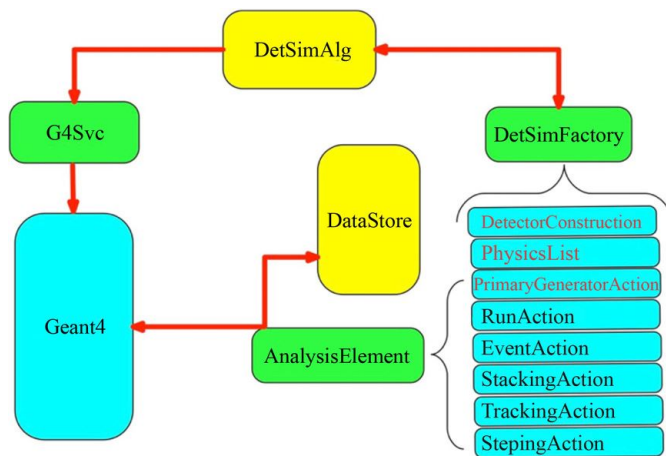 DetSimAlg
G4Svc
DetSimFactory
DataStore
DetectorConstruction
PhysicsList
PrimaryGeneratorAction
Geant4
RunAction
AnalysisElement
EventAction
StackingAction
TrackingAction
StepingAction